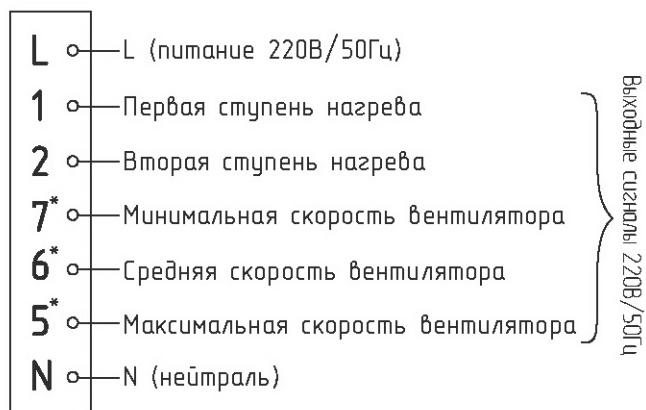 L L (питание 220В/50Гц)
1 Первая ступень нагрева
2 Вторая ступень нагрева
7* Минимальная скорость вентилятора
6* Средняя скорость вентилятора
5* Максимальная скорость вентилятора
N N (нейтраль)
Выходные сигналы 220В/50Гц